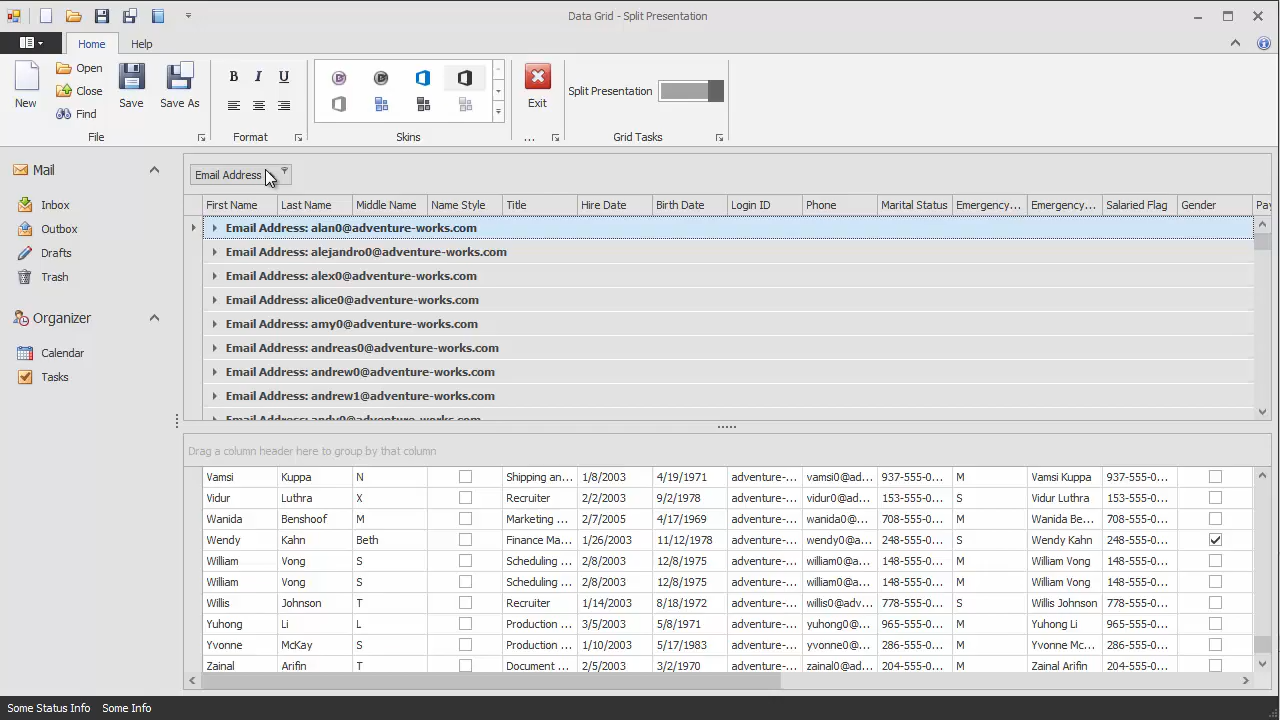 Data Grid - Split Presentation
Home Help
New
Open
Close
Find
Save
Save As
File
B I U
Format
Skins
Exit
...
Split Presentation
Grid Tasks
Mail
Inbox
Outbox
Drafts
Trash
Organizer
Calendar
Tasks
Email Address
First Name Last Name Middle Name Name Style Title Hire Date Birth Date Login ID Phone Marital Status Emergency... Emergency... Salaried Flag Gender Pay
Email Address: alan0@adventure-works.com
Email Address: alejandro0@adventure-works.com
Email Address: alex0@adventure-works.com
Email Address: alice0@adventure-works.com
Email Address: amy0@adventure-works.com
Email Address: andreas0@adventure-works.com
Email Address: andrew0@adventure-works.com
Email Address: andrew1@adventure-works.com
Email Address: andy0@adventure-works.com
Drag a column header here to group by that column
Vamsi Kuppa N Shipping an... 1/8/2003 4/19/1971 adventure-... vamsi0@ad... 937-555-0... M Vamsi Kuppa 937-555-0...
Vidur Luthra X Recruiter 2/2/2003 9/2/1978 adventure-... vidur0@ad... 153-555-0... S Vidur Luthra 153-555-0...
Wanida Benshoof M Marketing ... 2/7/2005 4/17/1969 adventure-... wanida0@... 708-555-0... M Wanida Be... 708-555-0...
Wendy Kahn Beth Finance Ma... 1/26/2003 11/12/1978 adventure-... wendy0@a... 248-555-0... S Wendy Kahn 248-555-0...
William Vong S Scheduling ... 2/8/2003 12/8/1975 adventure-... william0@a... 148-555-0... M William Vong 148-555-0...
William Vong S Scheduling ... 2/8/2003 12/8/1975 adventure-... william0@a... 148-555-0... M William Vong 148-555-0...
Willis Johnson T Recruiter 1/14/2003 8/18/1972 adventure-... willis0@adv... 778-555-0... S Willis Johnson 778-555-0...
Yuhong Li L Production ... 3/5/2003 5/8/1971 adventure-... yuhong0@... 965-555-0... M Yuhong Li 965-555-0...
Yvonne McKay S Production ... 1/10/2003 5/17/1983 adventure-... yvonne0@... 286-555-0... M Yvonne Mc... 286-555-0...
Zainal Arifin T Document ... 2/5/2003 3/2/1970 adventure-... zainal0@ad... 204-555-0... M Zainal Arifin 204-555-0...
Some Status Info Some Info